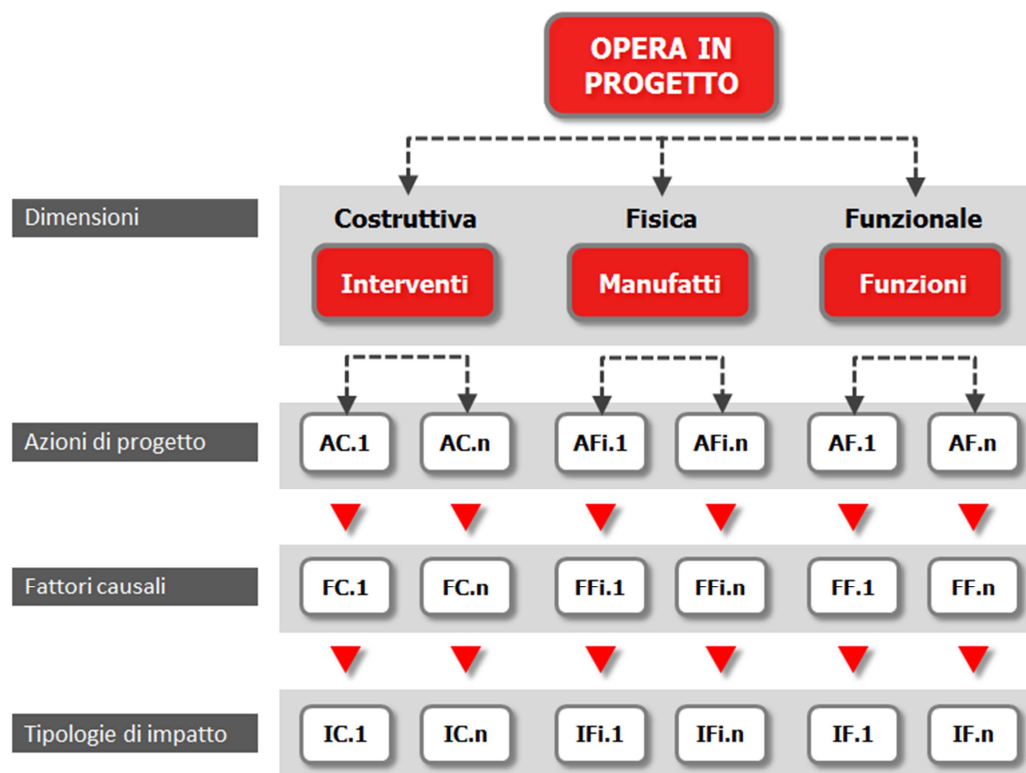 OPERA IN
PROGETTO
Dimensioni
Costruttiva Fisica Funzionale
Interventi Manufatti Funzioni
Azioni di progetto
AC.1 AC.n AFi.1 AFi.n AF.1 AF.n
Fattori causali
FC.1 FC.n FFi.1 FFi.n FF.1 FF.n
Tipologie di impatto
IC.1 IC.n IFi.1 IFi.n IF.1 IF.n